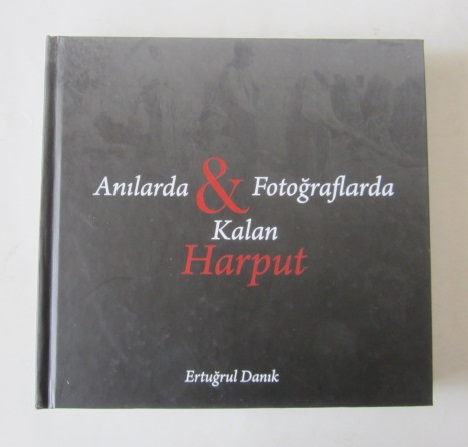 Anılarda & Fotoğraflarda
Kalan
Harput
Ertuğrul Danık